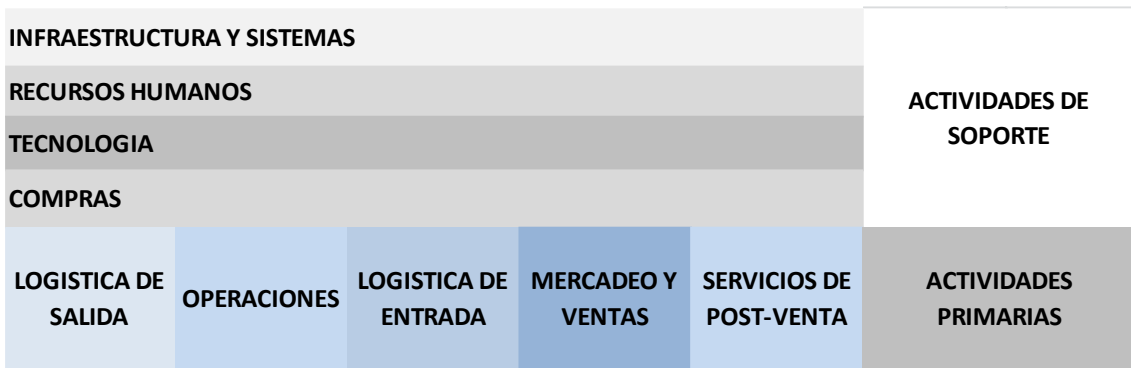 INFRAESTRUCTURA Y SISTEMAS
RECURSOS HUMANOS
TECNOLOGIA
COMPRAS
ACTIVIDADES DE
SOPORTE
LOGISTICA DE
SALIDA
OPERACIONES
LOGISTICA DE
ENTRADA
MERCADEO Y
VENTAS
SERVICIOS DE
POST-VENTA
ACTIVIDADES
PRIMARIAS